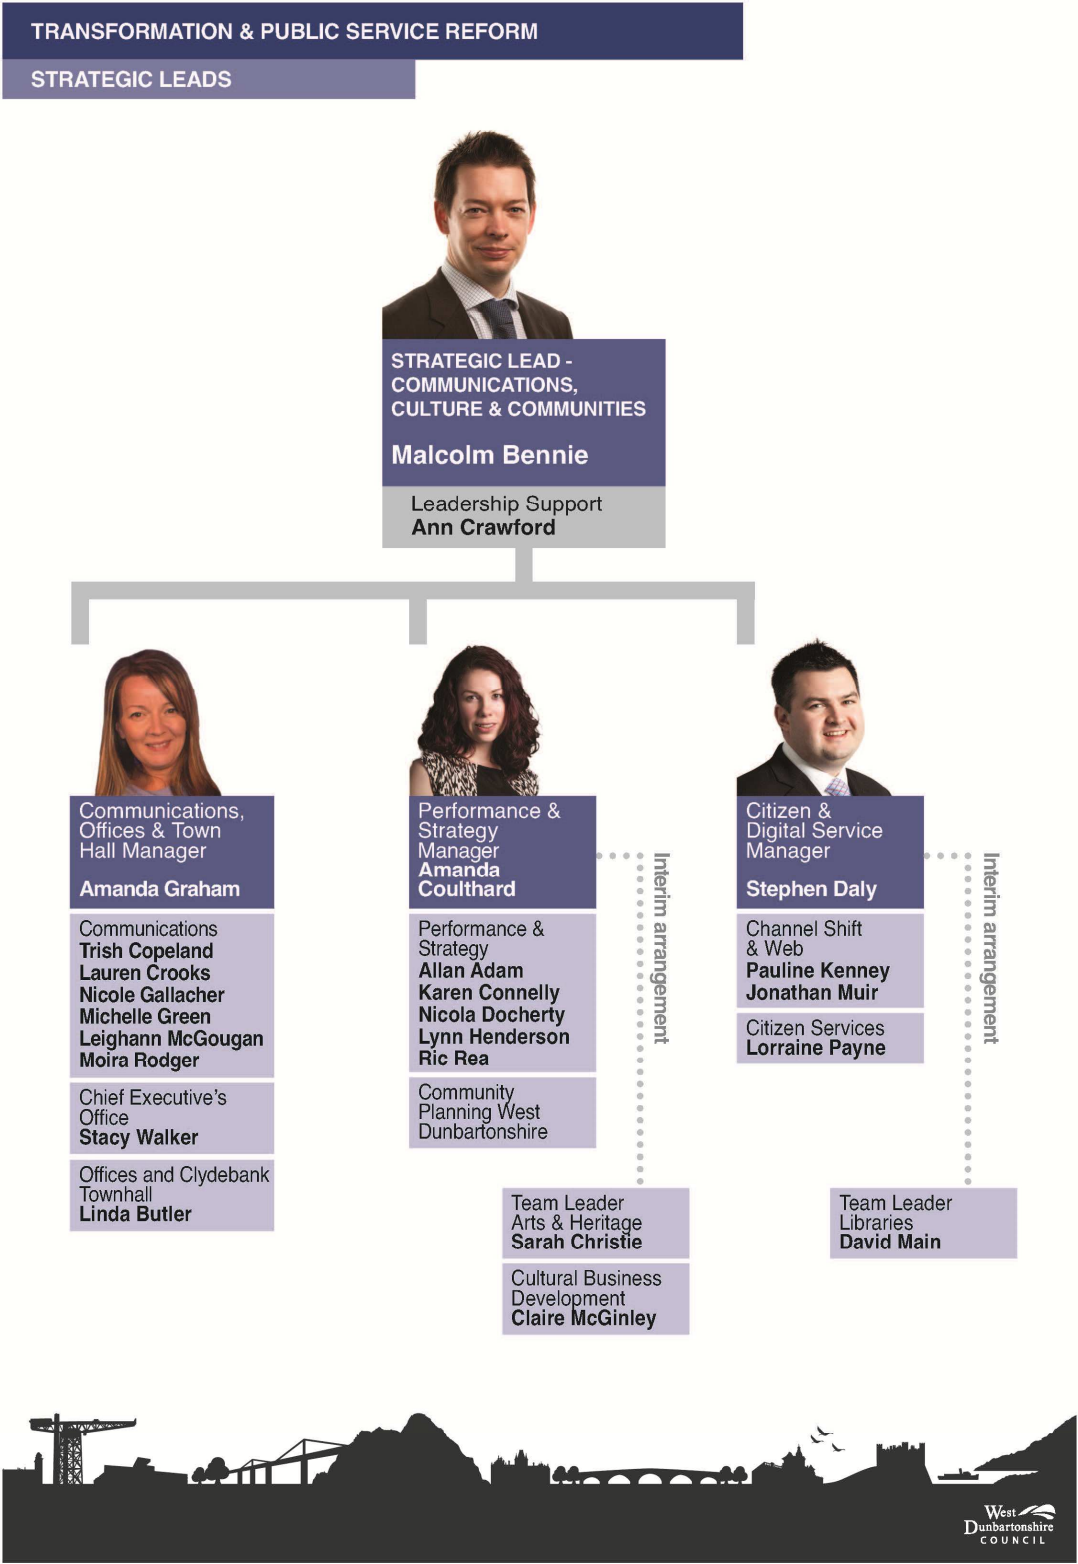 TRANSFORMATION & PUBLIC SERVICE REFORM
STRATEGIC LEADS
STRATEGIC LEAD -
COMMUNICATIONS,
CULTURE & COMMUNITIES
Malcolm Bennie
Leadership Support
Ann Crawford
Communications,
Offices & Town
Hall Manager
Amanda Graham
Communications
Trish Copeland
Lauren Crooks
Nicole Gallacher
Michelle Green
Leighann McGougan
Moira Rodger
Chief Executive's
Office
Stacy Walker
Offices and Clydebank
Townhall
Linda Butler
Performance &
Strategy
Manager
Amanda
Coulthard
Performance &
Strategy
Allan Adam
Karen Connelly
Nicola Docherty
Lynn Henderson
Ric Rea
Community
Planning West
Dunbartonshire
Interim arrangement
Team Leader
Arts & Heritage
Sarah Christie
Cultural Business
Development
Claire McGinley
Citizen &
Digital Service
Manager
Stephen Daly
Channel Shift
& Web
Pauline Kenney
Jonathan Muir
Citizen Services
Lorraine Payne
Interim arrangement
Team Leader
Libraries
David Main
West
Dunbartonshire
COUNCIL